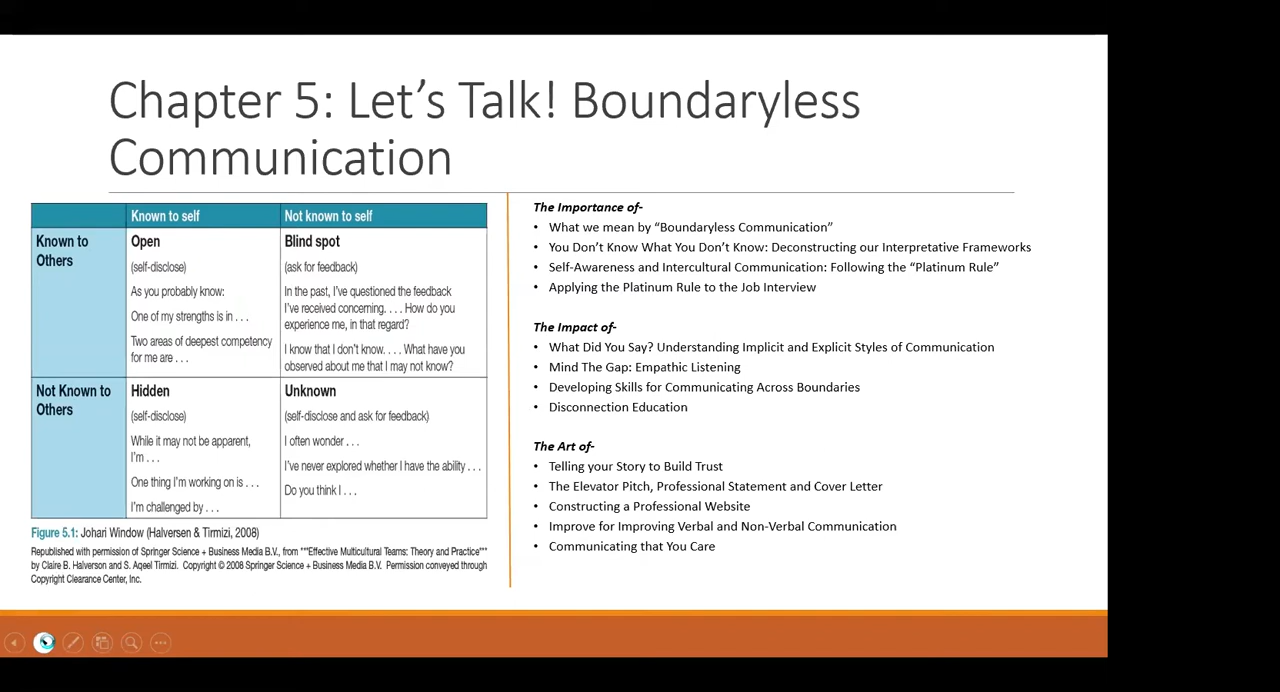 Chapter 5: Let's Talk! Boundaryless
Communication
Known to self
Not known to self
Known to
Others
Open
(self-disclose)
As you probably know:
One of my strengths is in . . .
Two areas of deepest competency
for me are . . .
Blind spot
(ask for feedback)
In the past, I've questioned the feedback
I've received concerning. . . . How do you
experience me, in that regard?
I know that I don't know. . . . What have you
observed about me that I may not know?
Not Known to
Others
Hidden
(self-disclose)
While it may not be apparent,
I'm . . .
One thing I'm working on is . . .
I'm challenged by . . .
Unknown
(self-disclose and ask for feedback)
I often wonder . . .
I've never explored whether I have the ability . . .
Do you think I . . .
Figure 5.1: Johari Window (Halversen & Tirmizi, 2008)
Republished with permission of Springer Science + Business Media B.V., from """Effective Multicultural Teams: Theory and Practice"""
by Claire B. Halverson and S. Aqeel Tirmizi. Copyright © 2008 Springer Science + Business Media B.V. Permission conveyed through
Copyright Clearance Center, Inc.
The Importance of-
• What we mean by "Boundaryless Communication"
• You Don't Know What You Don't Know: Deconstructing our Interpretative Frameworks
• Self-Awareness and Intercultural Communication: Following the "Platinum Rule"
• Applying the Platinum Rule to the Job Interview
The Impact of-
• What Did You Say? Understanding Implicit and Explicit Styles of Communication
• Mind The Gap: Empathic Listening
• Developing Skills for Communicating Across Boundaries
• Disconnection Education
The Art of-
• Telling your Story to Build Trust
• The Elevator Pitch, Professional Statement and Cover Letter
• Constructing a Professional Website
• Improve for Improving Verbal and Non-Verbal Communication
• Communicating that You Care